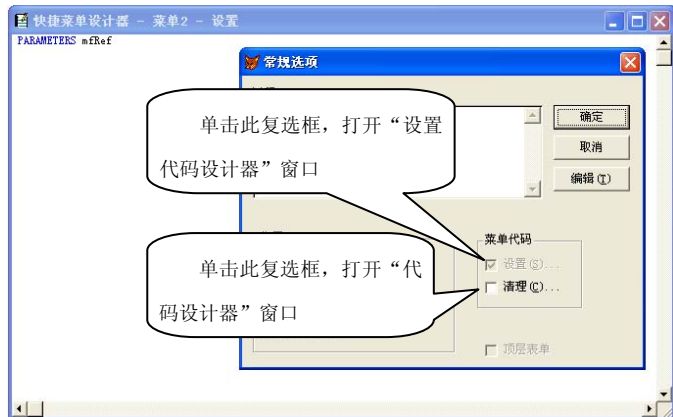 快捷菜单设计器 - 菜单2 - 设置
PARAMETERS mfRef
常规选项
单击此复选框，打开“设置
代码设计器”窗口
确定
取消
编辑(T)
菜单代码
设置(S)...
清理(C)...
单击此复选框，打开“代
码设计器”窗口
顶层表单